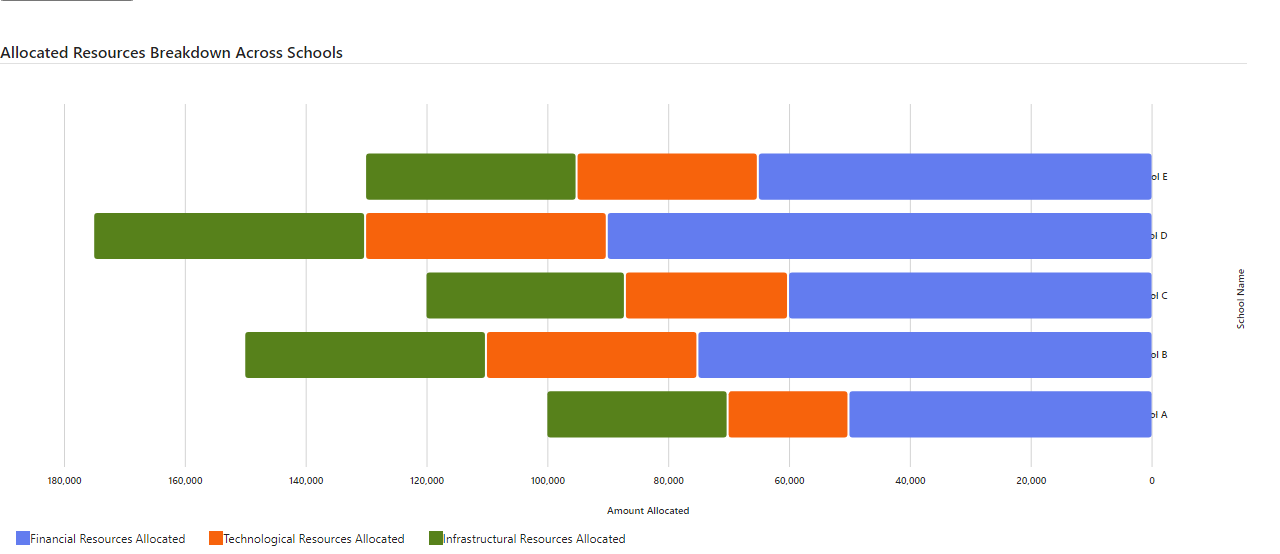 Allocated Resources Breakdown Across Schools
ol E
ol D
ol C
ol B
ol A
School Name
180,000 160,000 140,000 120,000 100,000 80,000 60,000 40,000 20,000 0
Amount Allocated
Financial Resources Allocated Technological Resources Allocated Infrastructural Resources Allocated